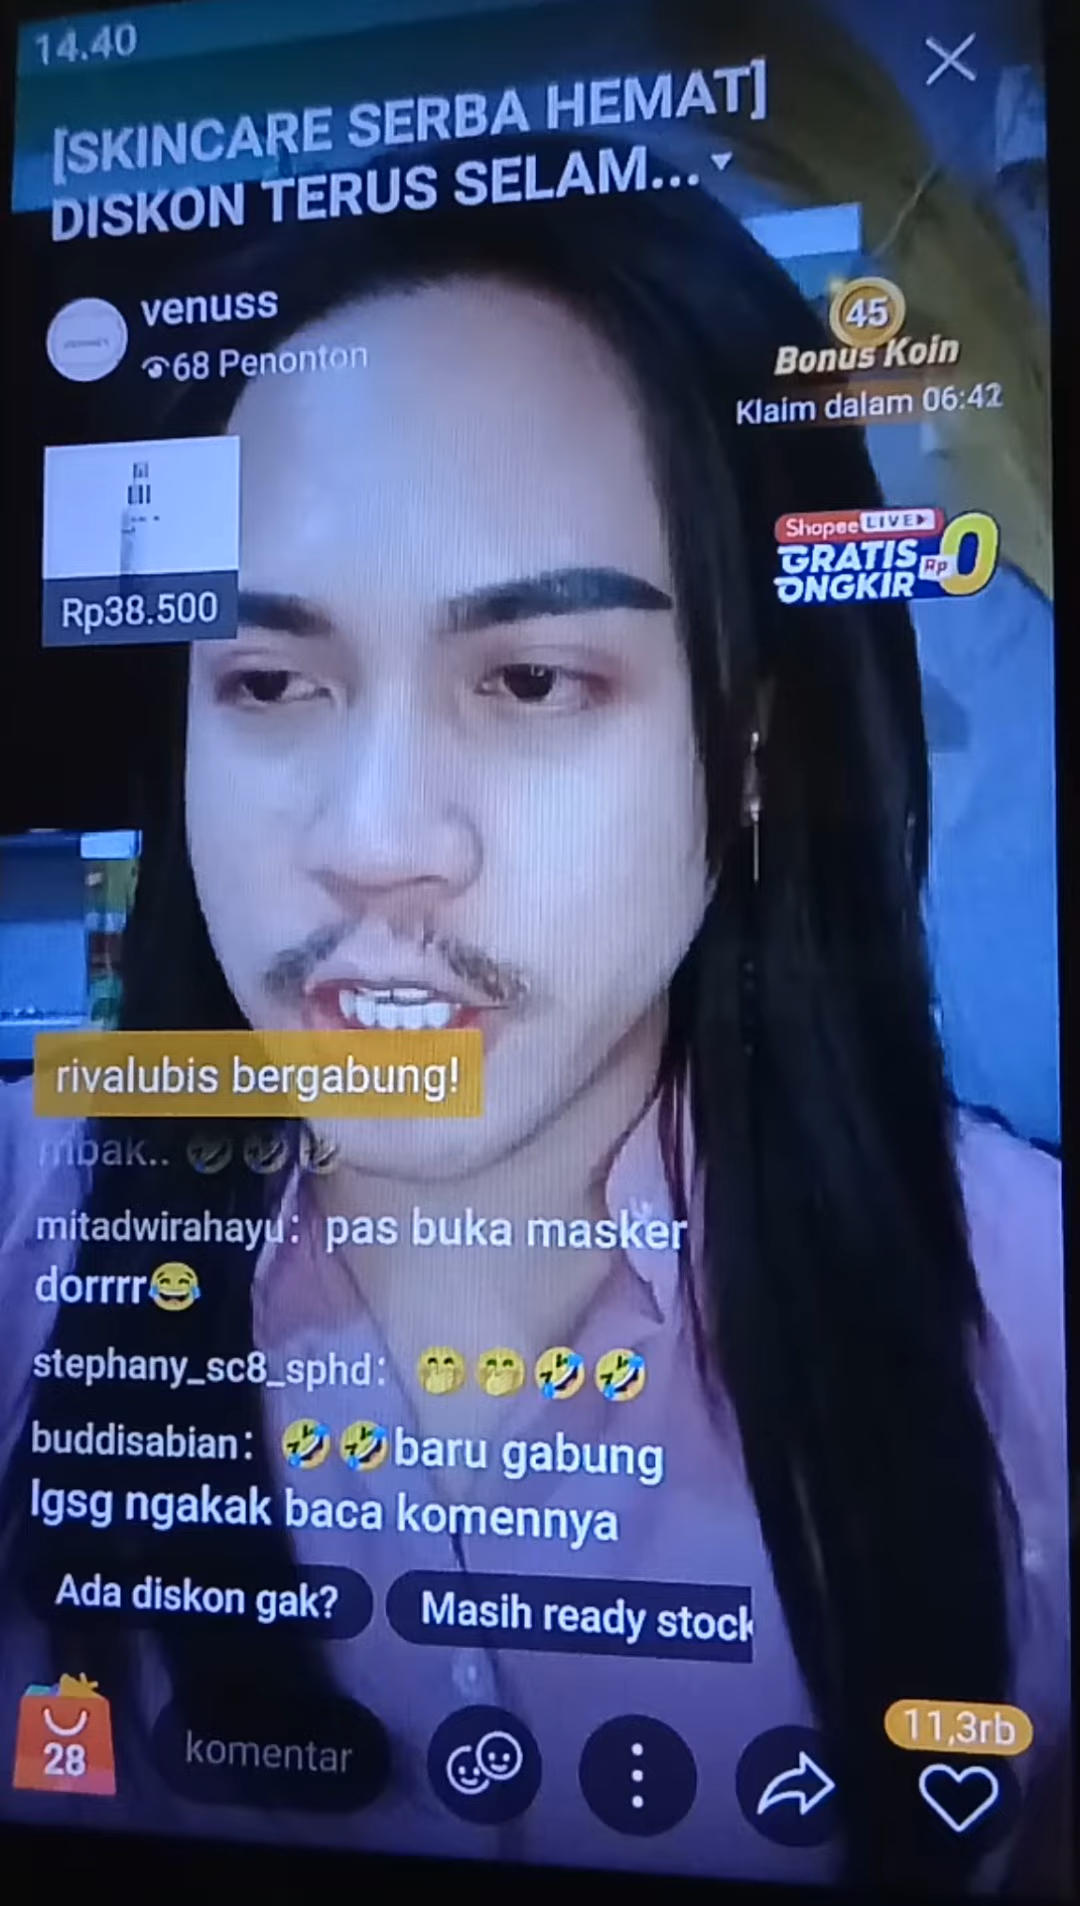 14.40
[SKINCARE SERBA HEMAT]
DISKON TERUS SELAM...
venuss
68 Penonton
45
Bonus Koin
Klaim dalam 06:42
Rp38.500
Shopee LIVE
GRATIS
ONGKIR
Rp0
rivalubis bergabung!
mbak.. 🤣🤣🤣
mitadwirahayu: pas buka masker
dorrrr😂
stephany_sc8_sphd: 🤭🤭🤣🤣
buddisabian: 🤣🤣baru gabung
lgsg ngakak baca komennya
Ada diskon gak?
Masih ready stock
28
komentar
11,3rb